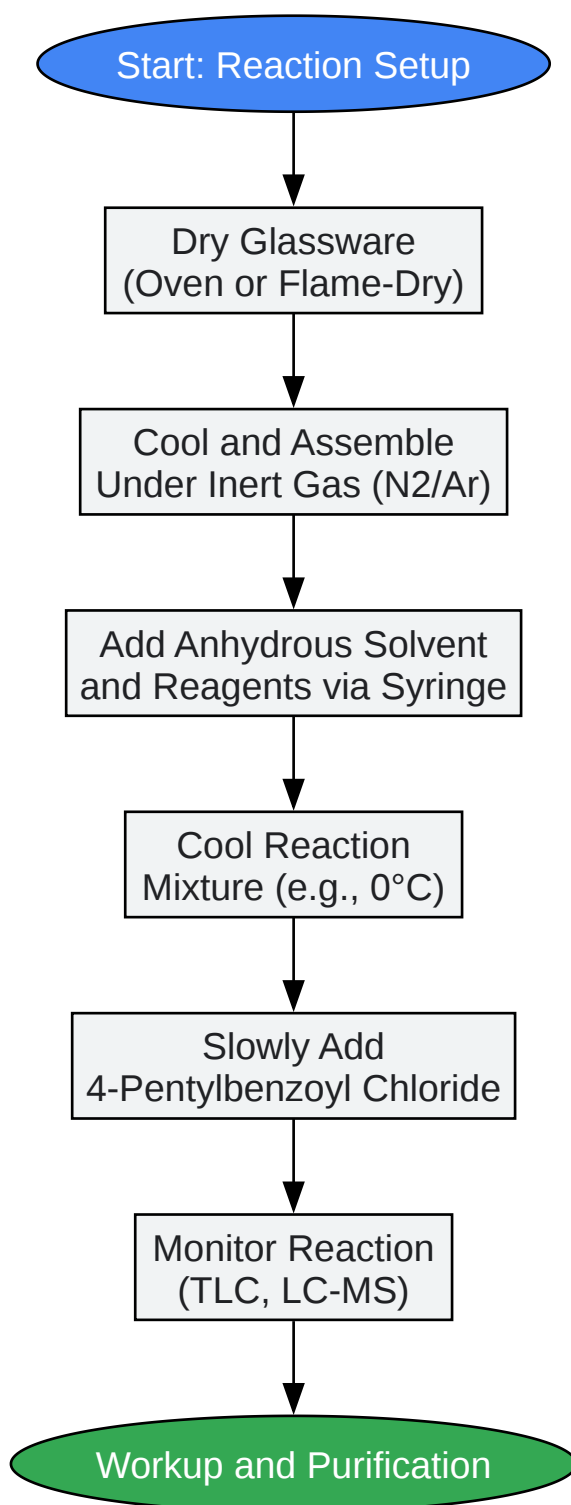 Start: Reaction Setup
Dry Glassware
(Oven or Flame-Dry)
Cool and Assemble
Under Inert Gas (N2/Ar)
Add Anhydrous Solvent
and Reagents via Syringe
Cool Reaction
Mixture (e.g., 0°C)
Slowly Add
4-Pentylbenzoyl Chloride
Monitor Reaction
(TLC, LC-MS)
Workup and Purification